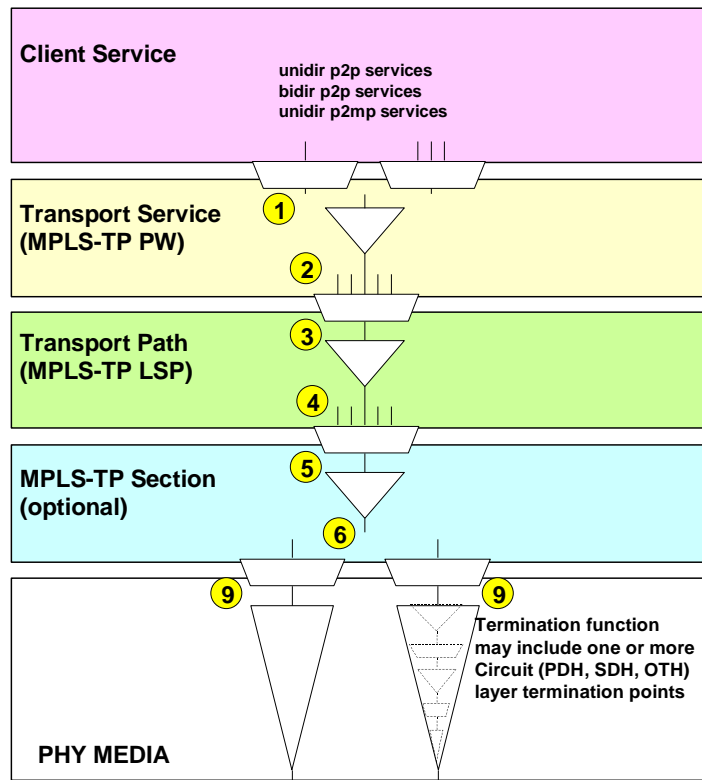 Client Service
unidir p2p services
bidir p2p services
unidir p2mp services
1
Transport Service
(MPLS-TP PW)
2
3
Transport Path
(MPLS-TP LSP)
4
5
MPLS-TP Section
(optional)
6
9
9
Termination function
may include one or more
Circuit (PDH, SDH, OTH)
layer termination points
PHY MEDIA